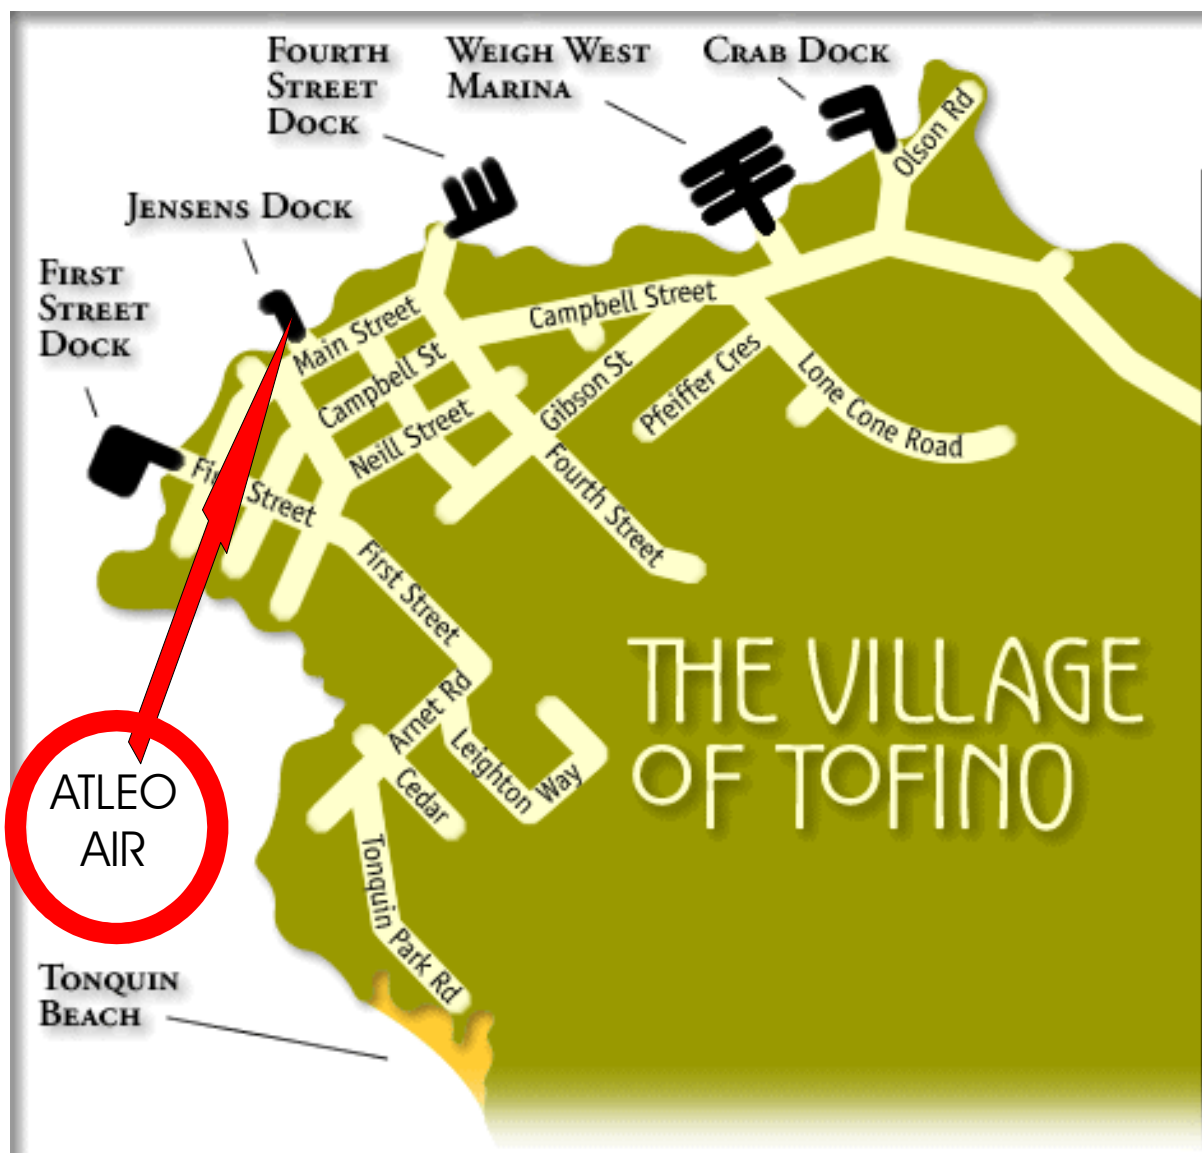 FOURTH
STREET
DOCK
WEIGH WEST
MARINA
CRAB DOCK
Olson Rd
JENSENS DOCK
FIRST
STREET
DOCK
Main Street
Campbell Street
Campbell St
Neill Street
Gibson St
Pfeiffer Cres
Lone Cone Road
First Street
Fourth Street
First Street
THE VILLAGE
OF TOFINO
Arnet Rd
Leighton Way
Cedar
ATLEO
AIR
Tonquin Park Rd
TONQUIN
BEACH